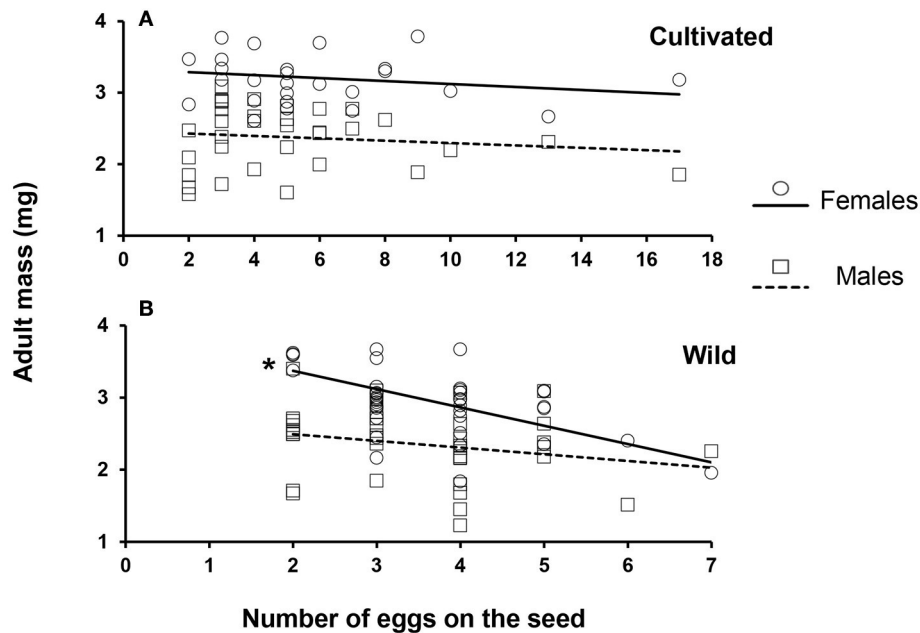 A
Cultivated
4
3
2
1
0 2 4 6 8 10 12 14 16 18
Females
Males
Adult mass (mg)
B
Wild
*
4
3
2
1
0 1 2 3 4 5 6 7
Number of eggs on the seed